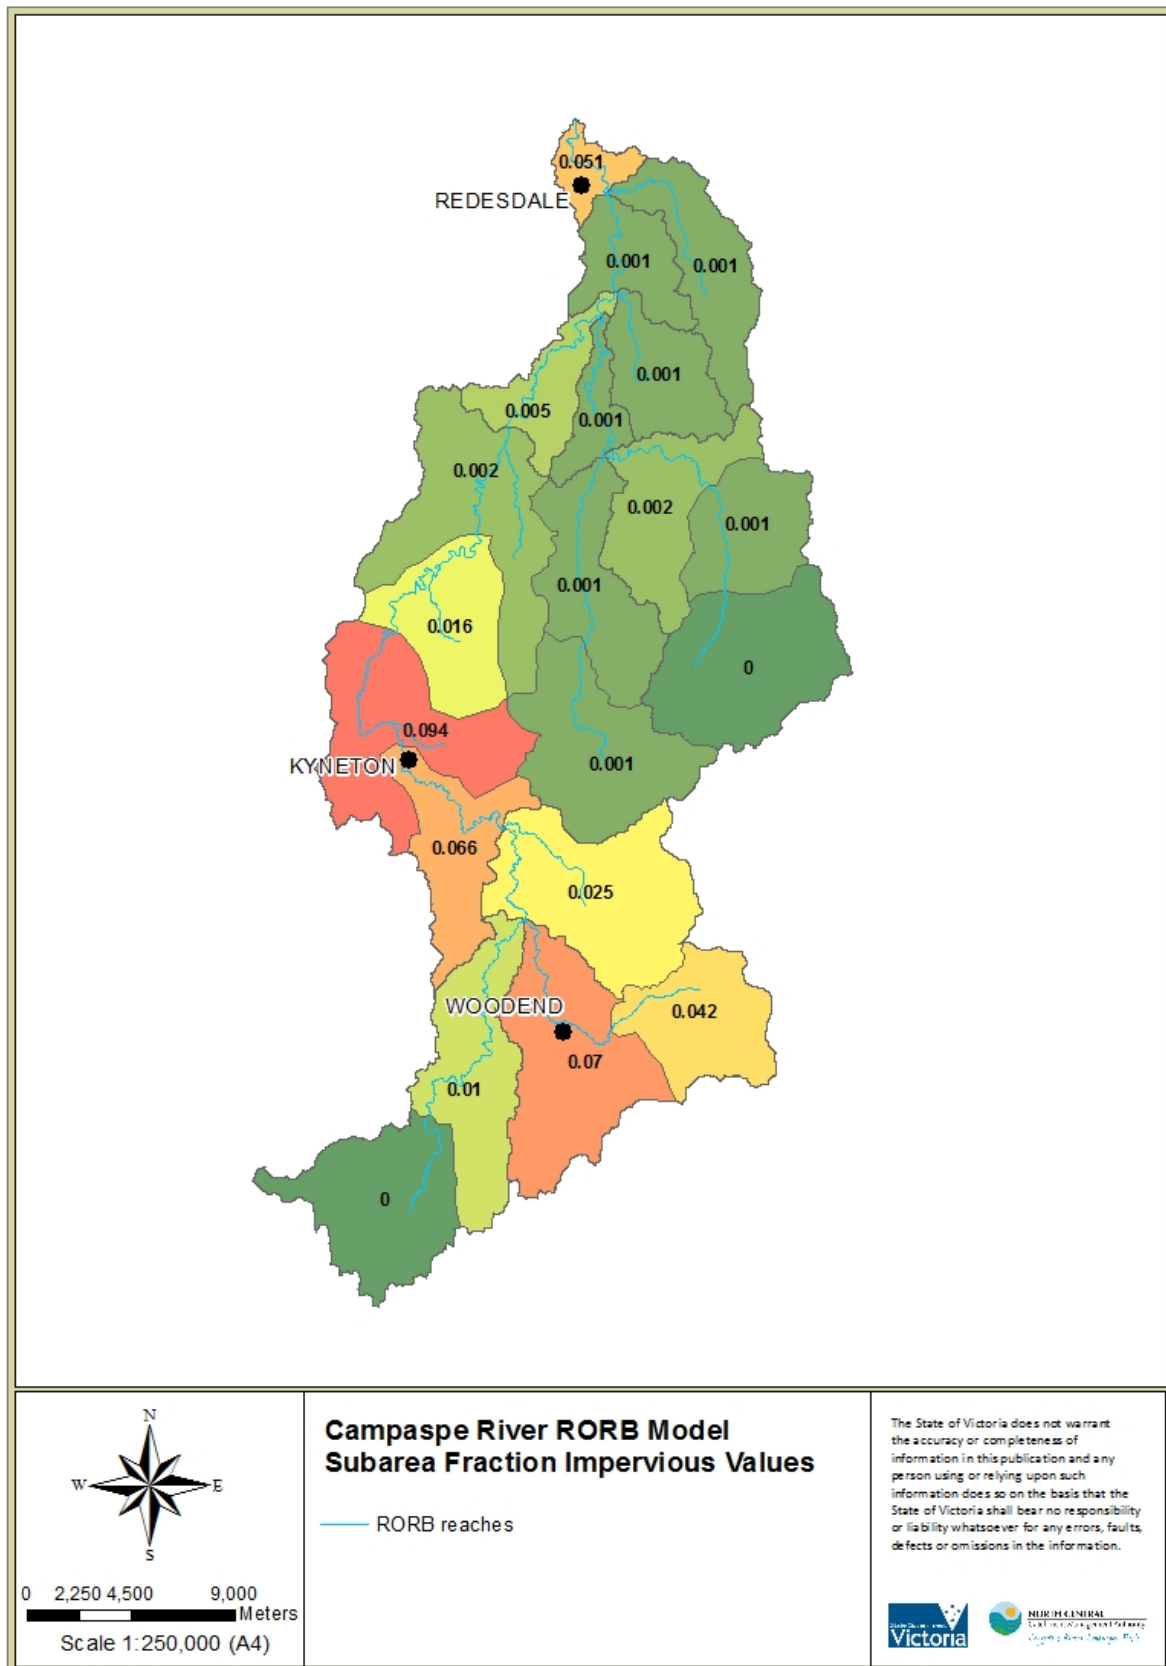 0.051
REDESDALE
0.001
0.001
0.001
0.005
0.001
0.002
0.002
0.001
0.001
0.016
0
0.094
KYNETON
0.001
0.066
0.025
WOODEND
0.042
0.07
0.01
0
N
W
E
S
0 2,250 4,500 9,000
Meters
Scale 1:250,000 (A4)
Campaspe River RORB Model
Subarea Fraction Impervious Values
RORB reaches
The State of Victoria does not warrant
the accuracy or completeness of
information in this publication and any
person using or relying upon such
information does so on the basis that the
State of Victoria shall bear no responsibility
or liability whatsoever for any errors, faults,
defects or omissions in the information.
State Government
Victoria
NORTH CENTRAL
Catchment Management Authority